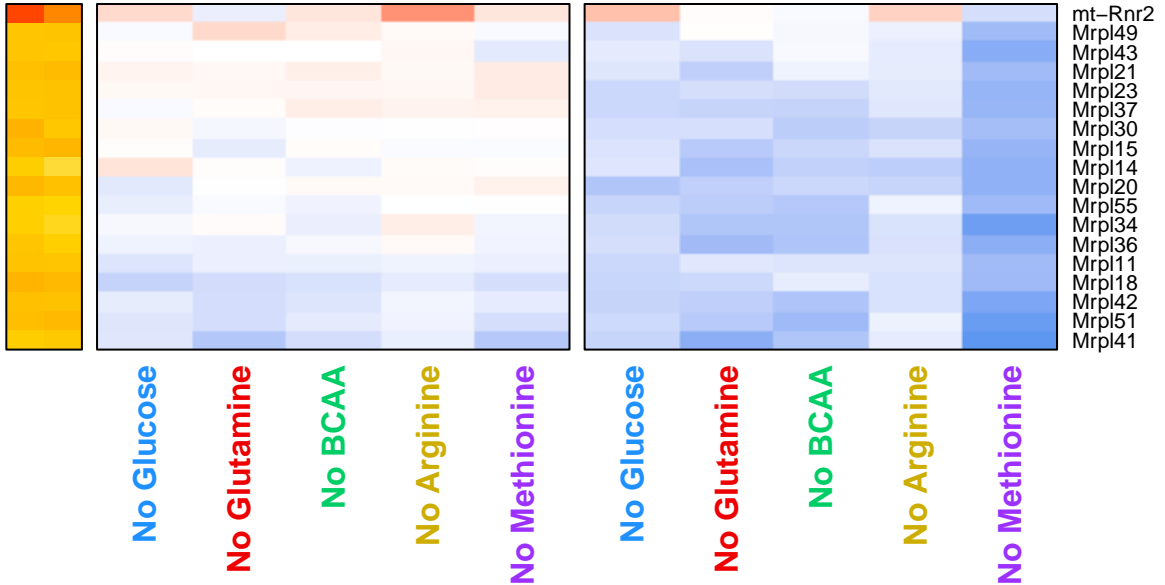 mt−Rnr2
Mrpl49
Mrpl43
Mrpl21
Mrpl23
Mrpl37
Mrpl30
Mrpl15
Mrpl14
Mrpl20
Mrpl55
Mrpl34
Mrpl36
Mrpl11
Mrpl18
Mrpl42
Mrpl51
Mrpl41
No Glucose
No Glutamine
No BCAA
No Arginine
No Methionine
No Glucose
No Glutamine
No BCAA
No Arginine
No Methionine